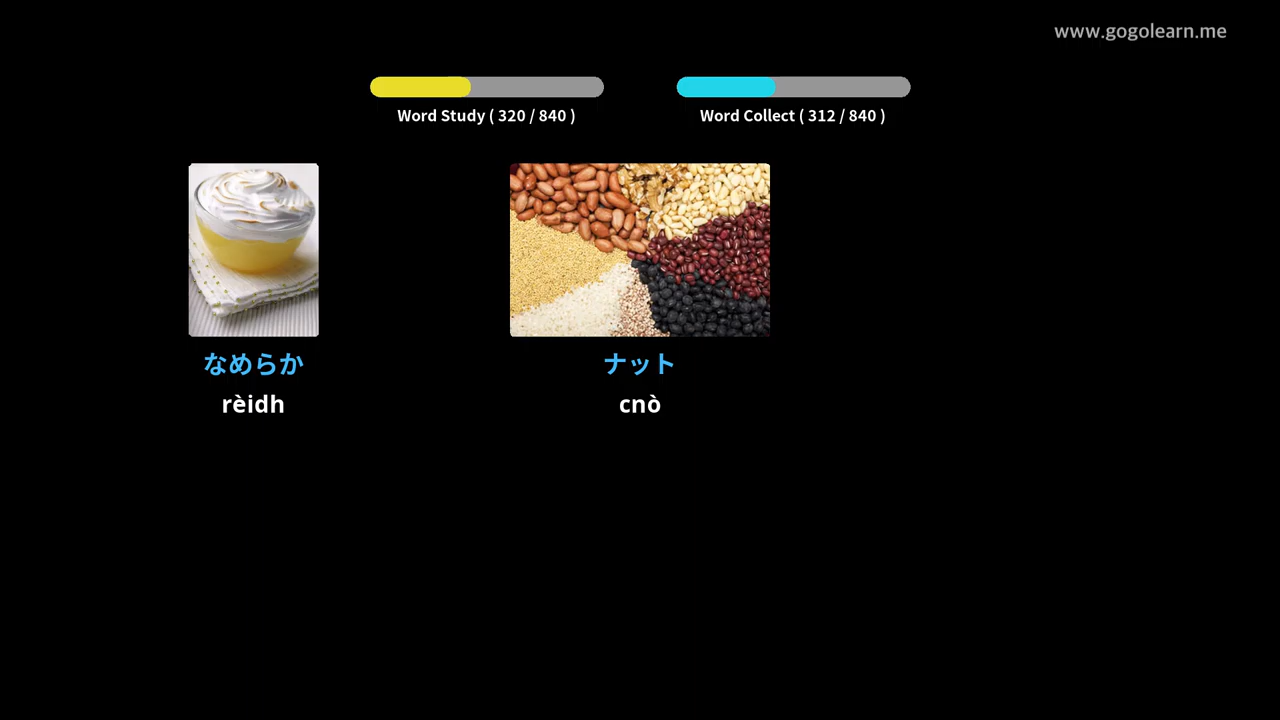 www.gogolearn.me
Word Study ( 320 / 840 )
Word Collect ( 312 / 840 )
なめらか
ナット
rèidh
cnò